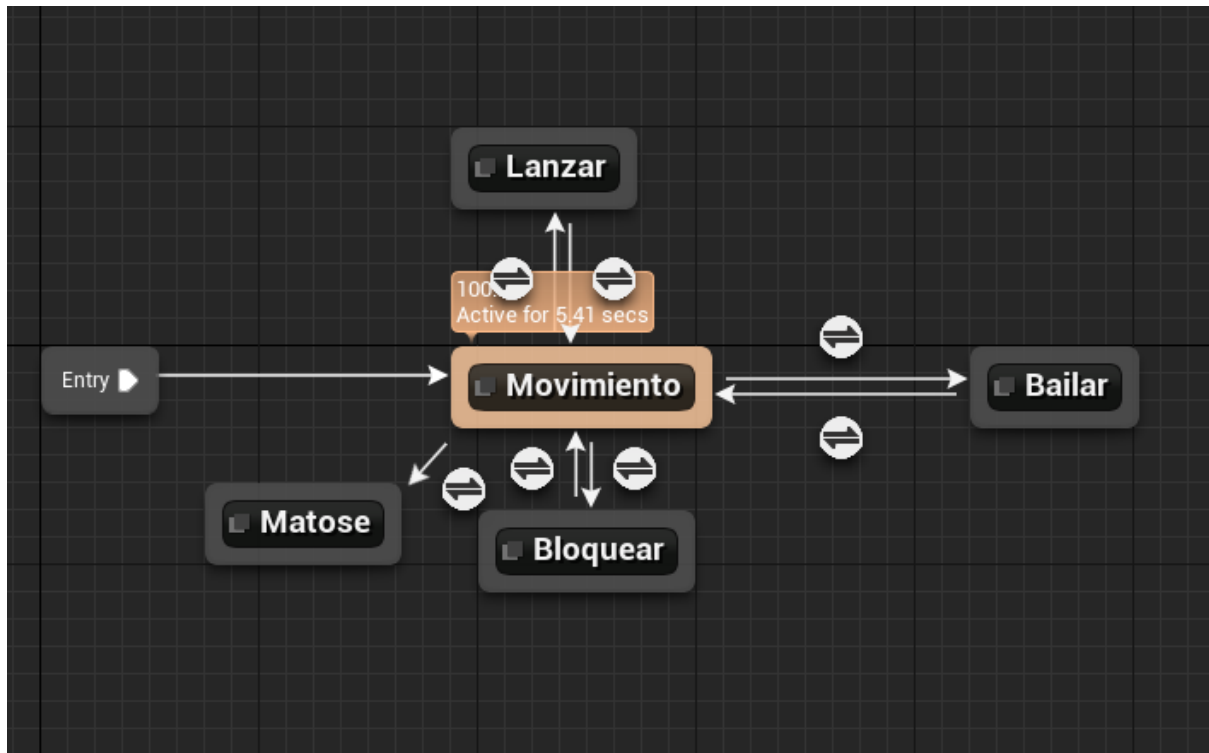 Lanzar
100.
Active for 5.41 secs
Entry
Movimiento
Bailar
Matose
Bloquear